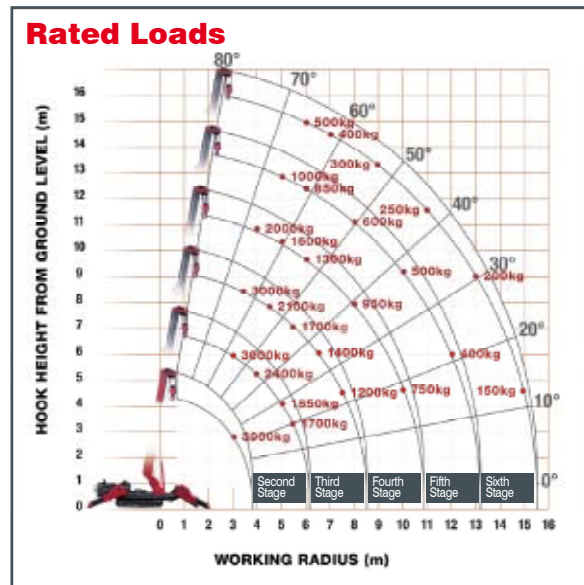 Rated Loads
80°
70°
60°
50°
40°
30°
20°
10°
0°
HOOK HEIGHT FROM GROUND LEVEL (m)
16
15
14
13
12
11
10
9
8
7
6
5
4
3
2
1
0
500kg
400kg
300kg
1000kg
850kg
250kg
600kg
2000kg
1600kg
1300kg
500kg
200kg
3000kg
2100kg
950kg
1700kg
3000kg
1400kg
400kg
2400kg
1200kg
750kg
150kg
1650kg
1700kg
3000kg
Second Stage
Third Stage
Fourth Stage
Fifth Stage
Sixth Stage
0 1 2 3 4 5 6 7 8 9 10 11 12 13 14 15 16
WORKING RADIUS (m)